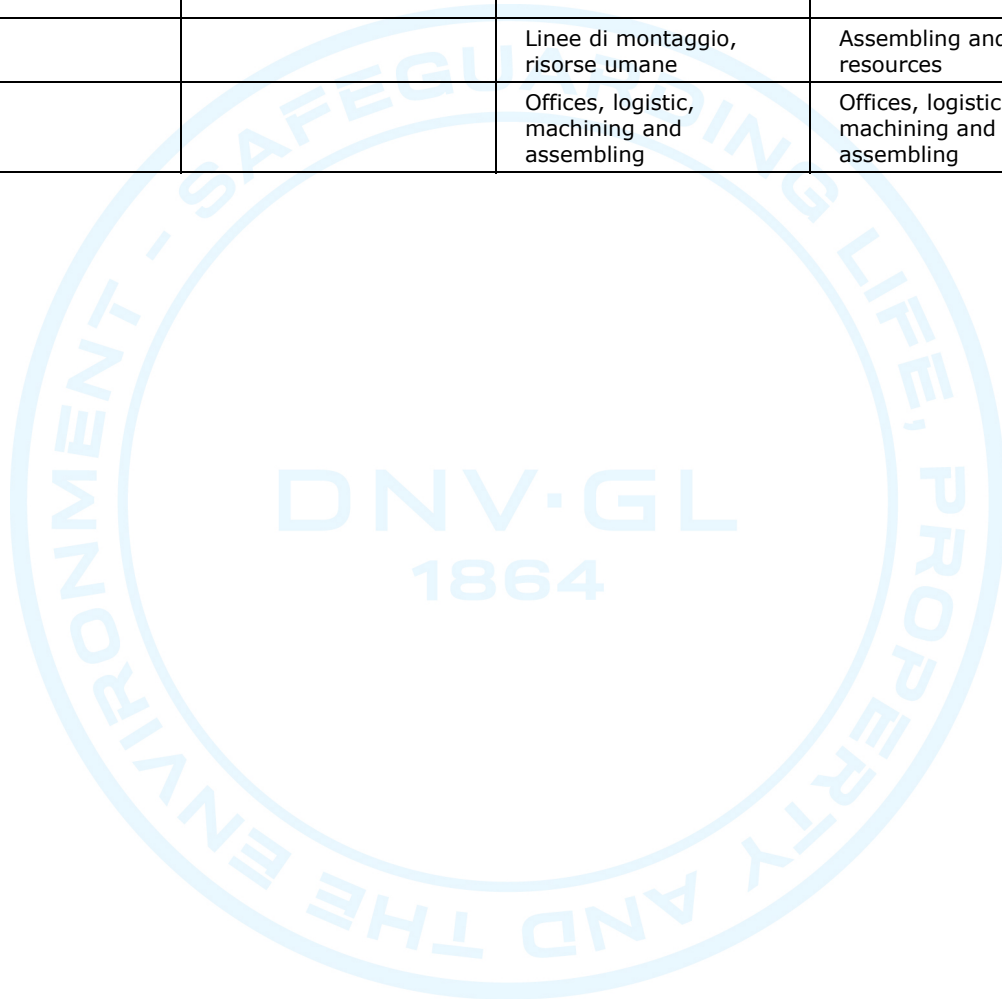 Linee di montaggio,
risorse umane
Assembling and
resources
Offices, logistic,
machining and
assembling
Offices, logistic
machining and
assembling
SAFEGUARDING LIFE, PROPERTY AND THE ENVIRONMENT -
DNV·GL
1864